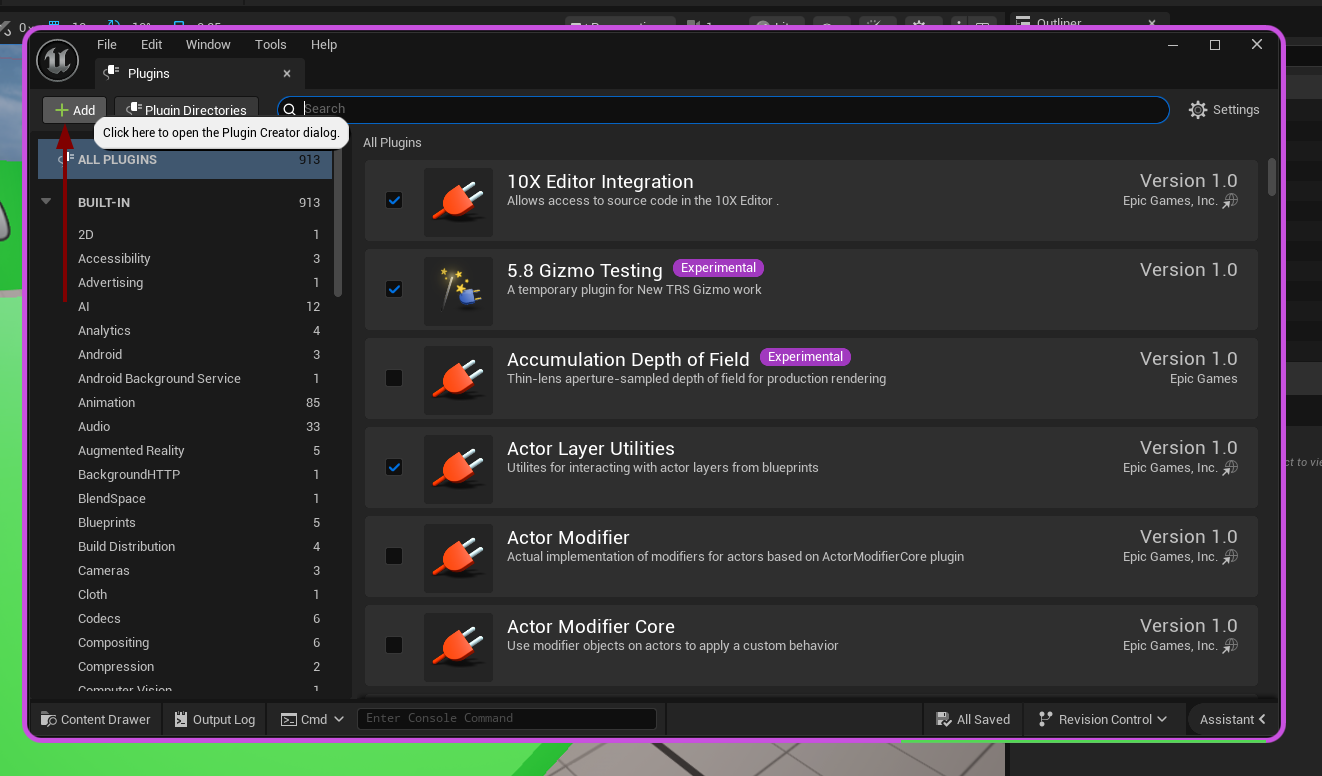 Outliner
File Edit Window Tools Help
Plugins
Add Plugin Directories Search Settings
Click here to open the Plugin Creator dialog.
ALL PLUGINS 913
BUILT-IN 913
2D 1
Accessibility 3
Advertising 1
AI 12
Analytics 4
Android 3
Android Background Service 1
Animation 85
Audio 33
Augmented Reality 5
BackgroundHTTP 1
BlendSpace 1
Blueprints 5
Build Distribution 4
Cameras 3
Cloth 1
Codecs 6
Compositing 6
Compression 2
Computer Vision 1
All Plugins
10X Editor Integration Version 1.0
Allows access to source code in the 10X Editor . Epic Games, Inc.
5.8 Gizmo Testing Experimental Version 1.0
A temporary plugin for New TRS Gizmo work
Accumulation Depth of Field Experimental Version 1.0
Thin-lens aperture-sampled depth of field for production rendering Epic Games
Actor Layer Utilities Version 1.0
Utilites for interacting with actor layers from blueprints Epic Games, Inc.
Actor Modifier Version 1.0
Actual implementation of modifiers for actors based on ActorModifierCore plugin Epic Games, Inc.
Actor Modifier Core Version 1.0
Use modifier objects on actors to apply a custom behavior Epic Games, Inc.
Content Drawer Output Log Cmd Enter Console Command All Saved Revision Control Assistant